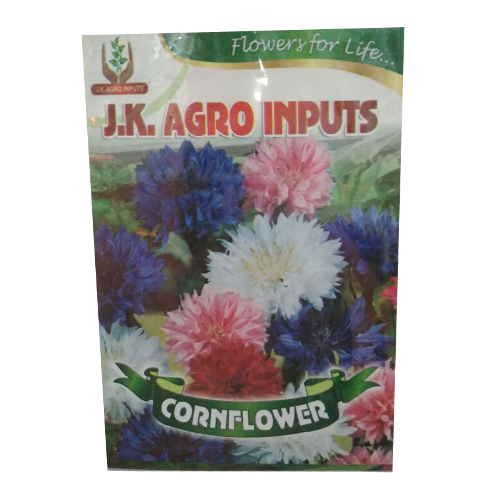 Flowers for Life...
J.K. AGRO INPUTS
J.K. AGRO INPUTS
CORNFLOWER